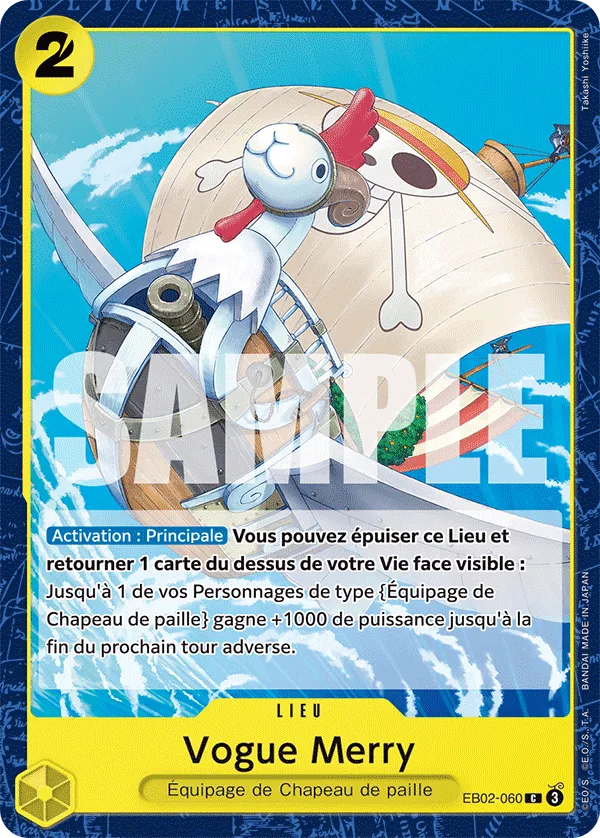 DELICMES IESMEER
2
Takashi Yoshiike
SAMPLE
Activation : Principale Vous pouvez épuiser ce Lieu et
retourner 1 carte du dessus de votre Vie face visible :
Jusqu'à 1 de vos Personnages de type {Équipage de
Chapeau de paille} gagne +1000 de puissance jusqu'à la
fin du prochain tour adverse.
LIEU
Vogue Merry
Équipage de Chapeau de paille
EB02-060 C 3
©E.O./S. ©E.O./S.,T.A. BANDAI MADE IN JAPAN